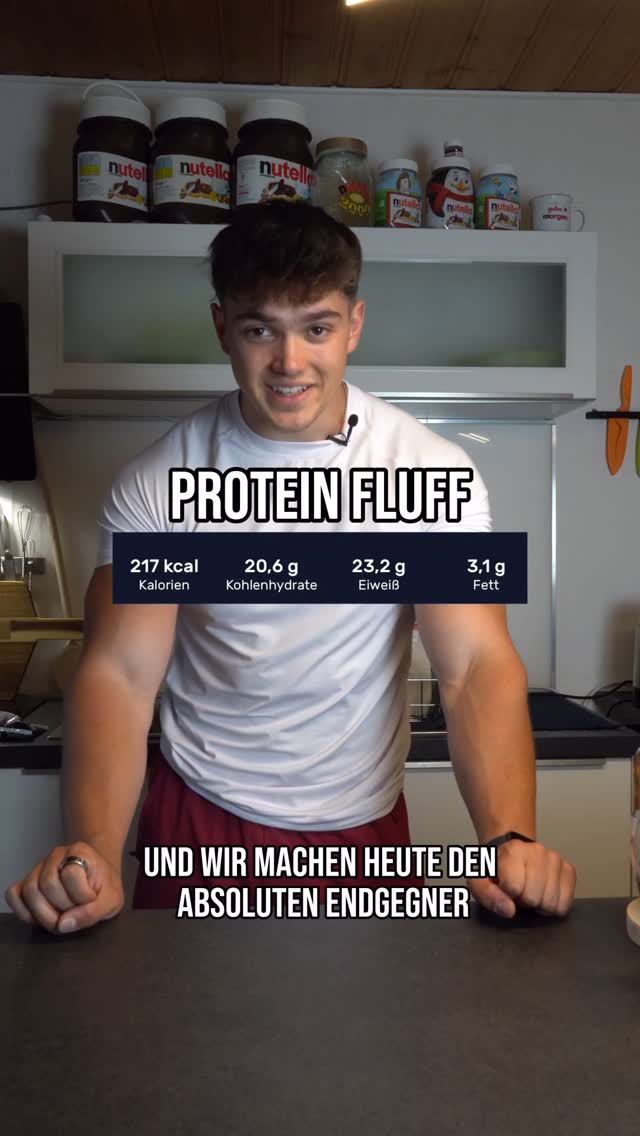 nutella
nutella
nutella
nutella
nutella
nutella
guten
morgen
PROTEIN FLUFF
217 kcal 20,6 g 23,2 g 3,1 g
Kalorien Kohlenhydrate Eiweiß Fett
UND WIR MACHEN HEUTE DEN
ABSOLUTEN ENDGEGNER